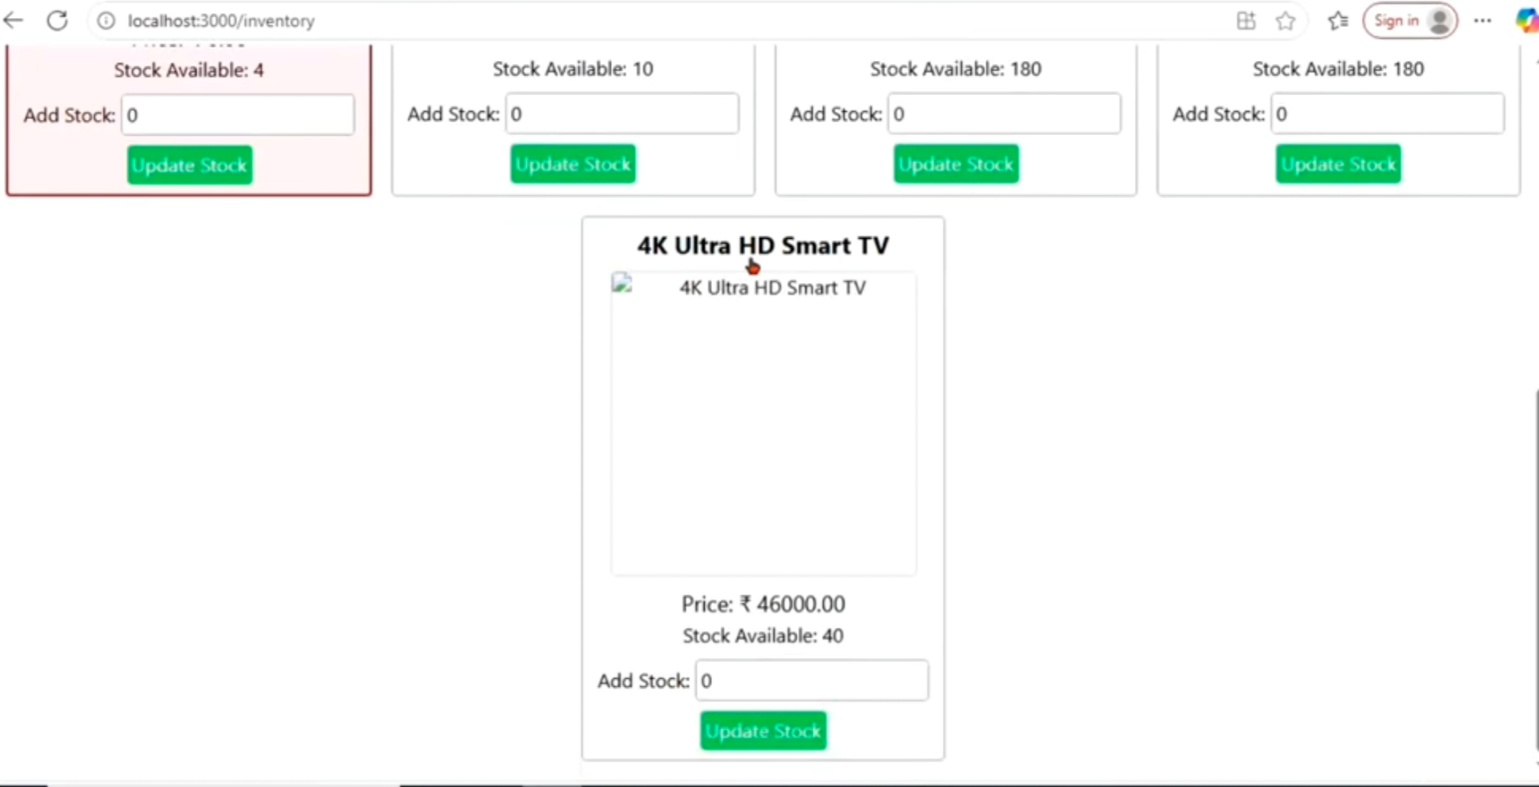 localhost:3000/inventory
Sign in
Stock Available: 4
Stock Available: 10
Stock Available: 180
Stock Available: 180
Add Stock: 0
Add Stock: 0
Add Stock: 0
Add Stock: 0
Update Stock
Update Stock
Update Stock
Update Stock
4K Ultra HD Smart TV
4K Ultra HD Smart TV
Price: ₹ 46000.00
Stock Available: 40
Add Stock: 0
Update Stock